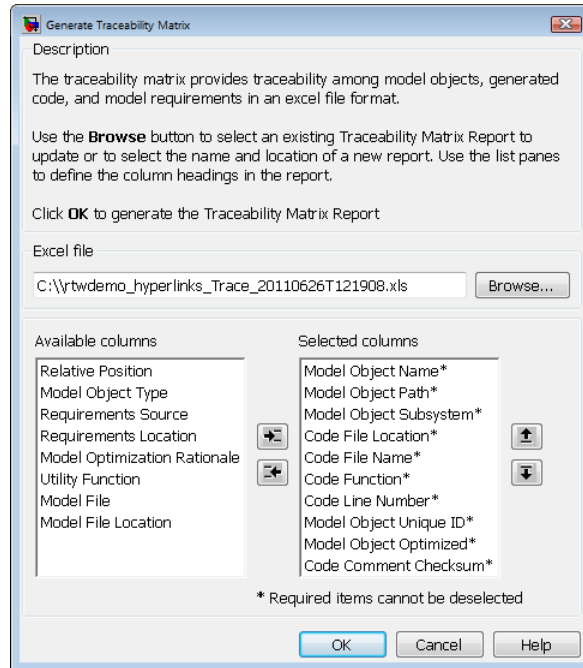 Generate Traceability Matrix
Description
The traceability matrix provides traceability among model objects, generated
code, and model requirements in an excel file format.
Use the Browse button to select an existing Traceability Matrix Report to
update or to select the name and location of a new report. Use the list panes
to define the column headings in the report.
Click OK to generate the Traceability Matrix Report
Excel file
C:\\rtwdemo_hyperlinks_Trace_20110626T121908.xls
Browse...
Available columns
Relative Position
Model Object Type
Requirements Source
Requirements Location
Model Optimization Rationale
Utility Function
Model File
Model File Location
Selected columns
Model Object Name*
Model Object Path*
Model Object Subsystem*
Code File Location*
Code File Name*
Code Function*
Code Line Number*
Model Object Unique ID*
Model Object Optimized*
Code Comment Checksum*
* Required items cannot be deselected
OK
Cancel
Help